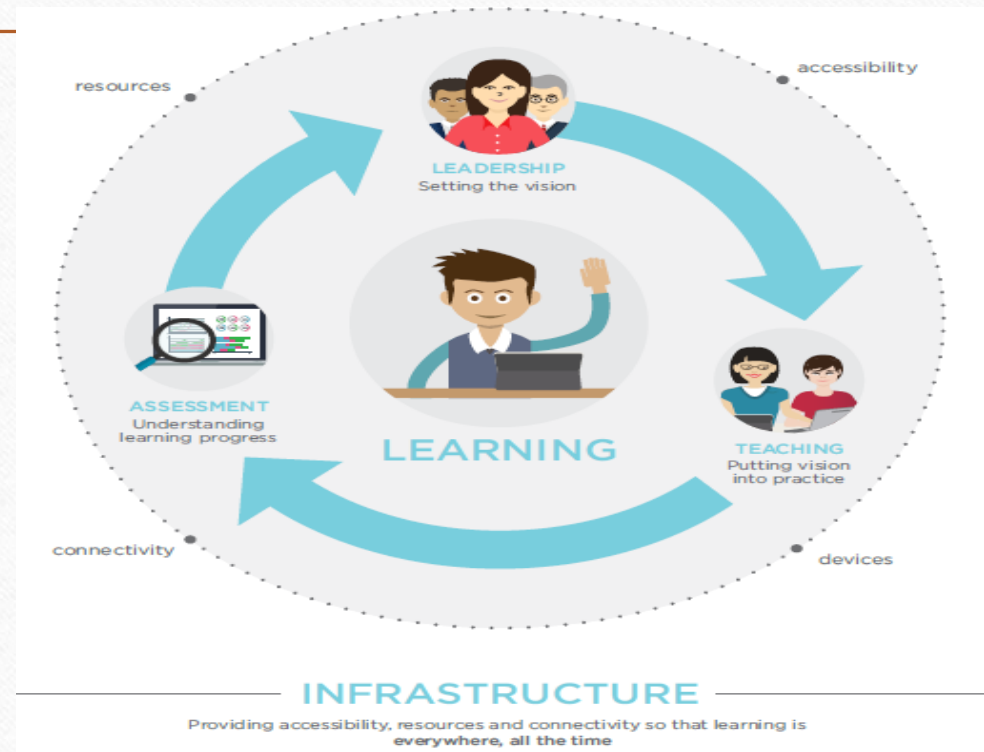 resources
accessibility
LEADERSHIP
Setting the vision
ASSESSMENT
Understanding
learning progress
LEARNING
TEACHING
Putting vision
into practice
connectivity
devices
INFRASTRUCTURE
Providing accessibility, resources and connectivity so that learning is
everywhere, all the time